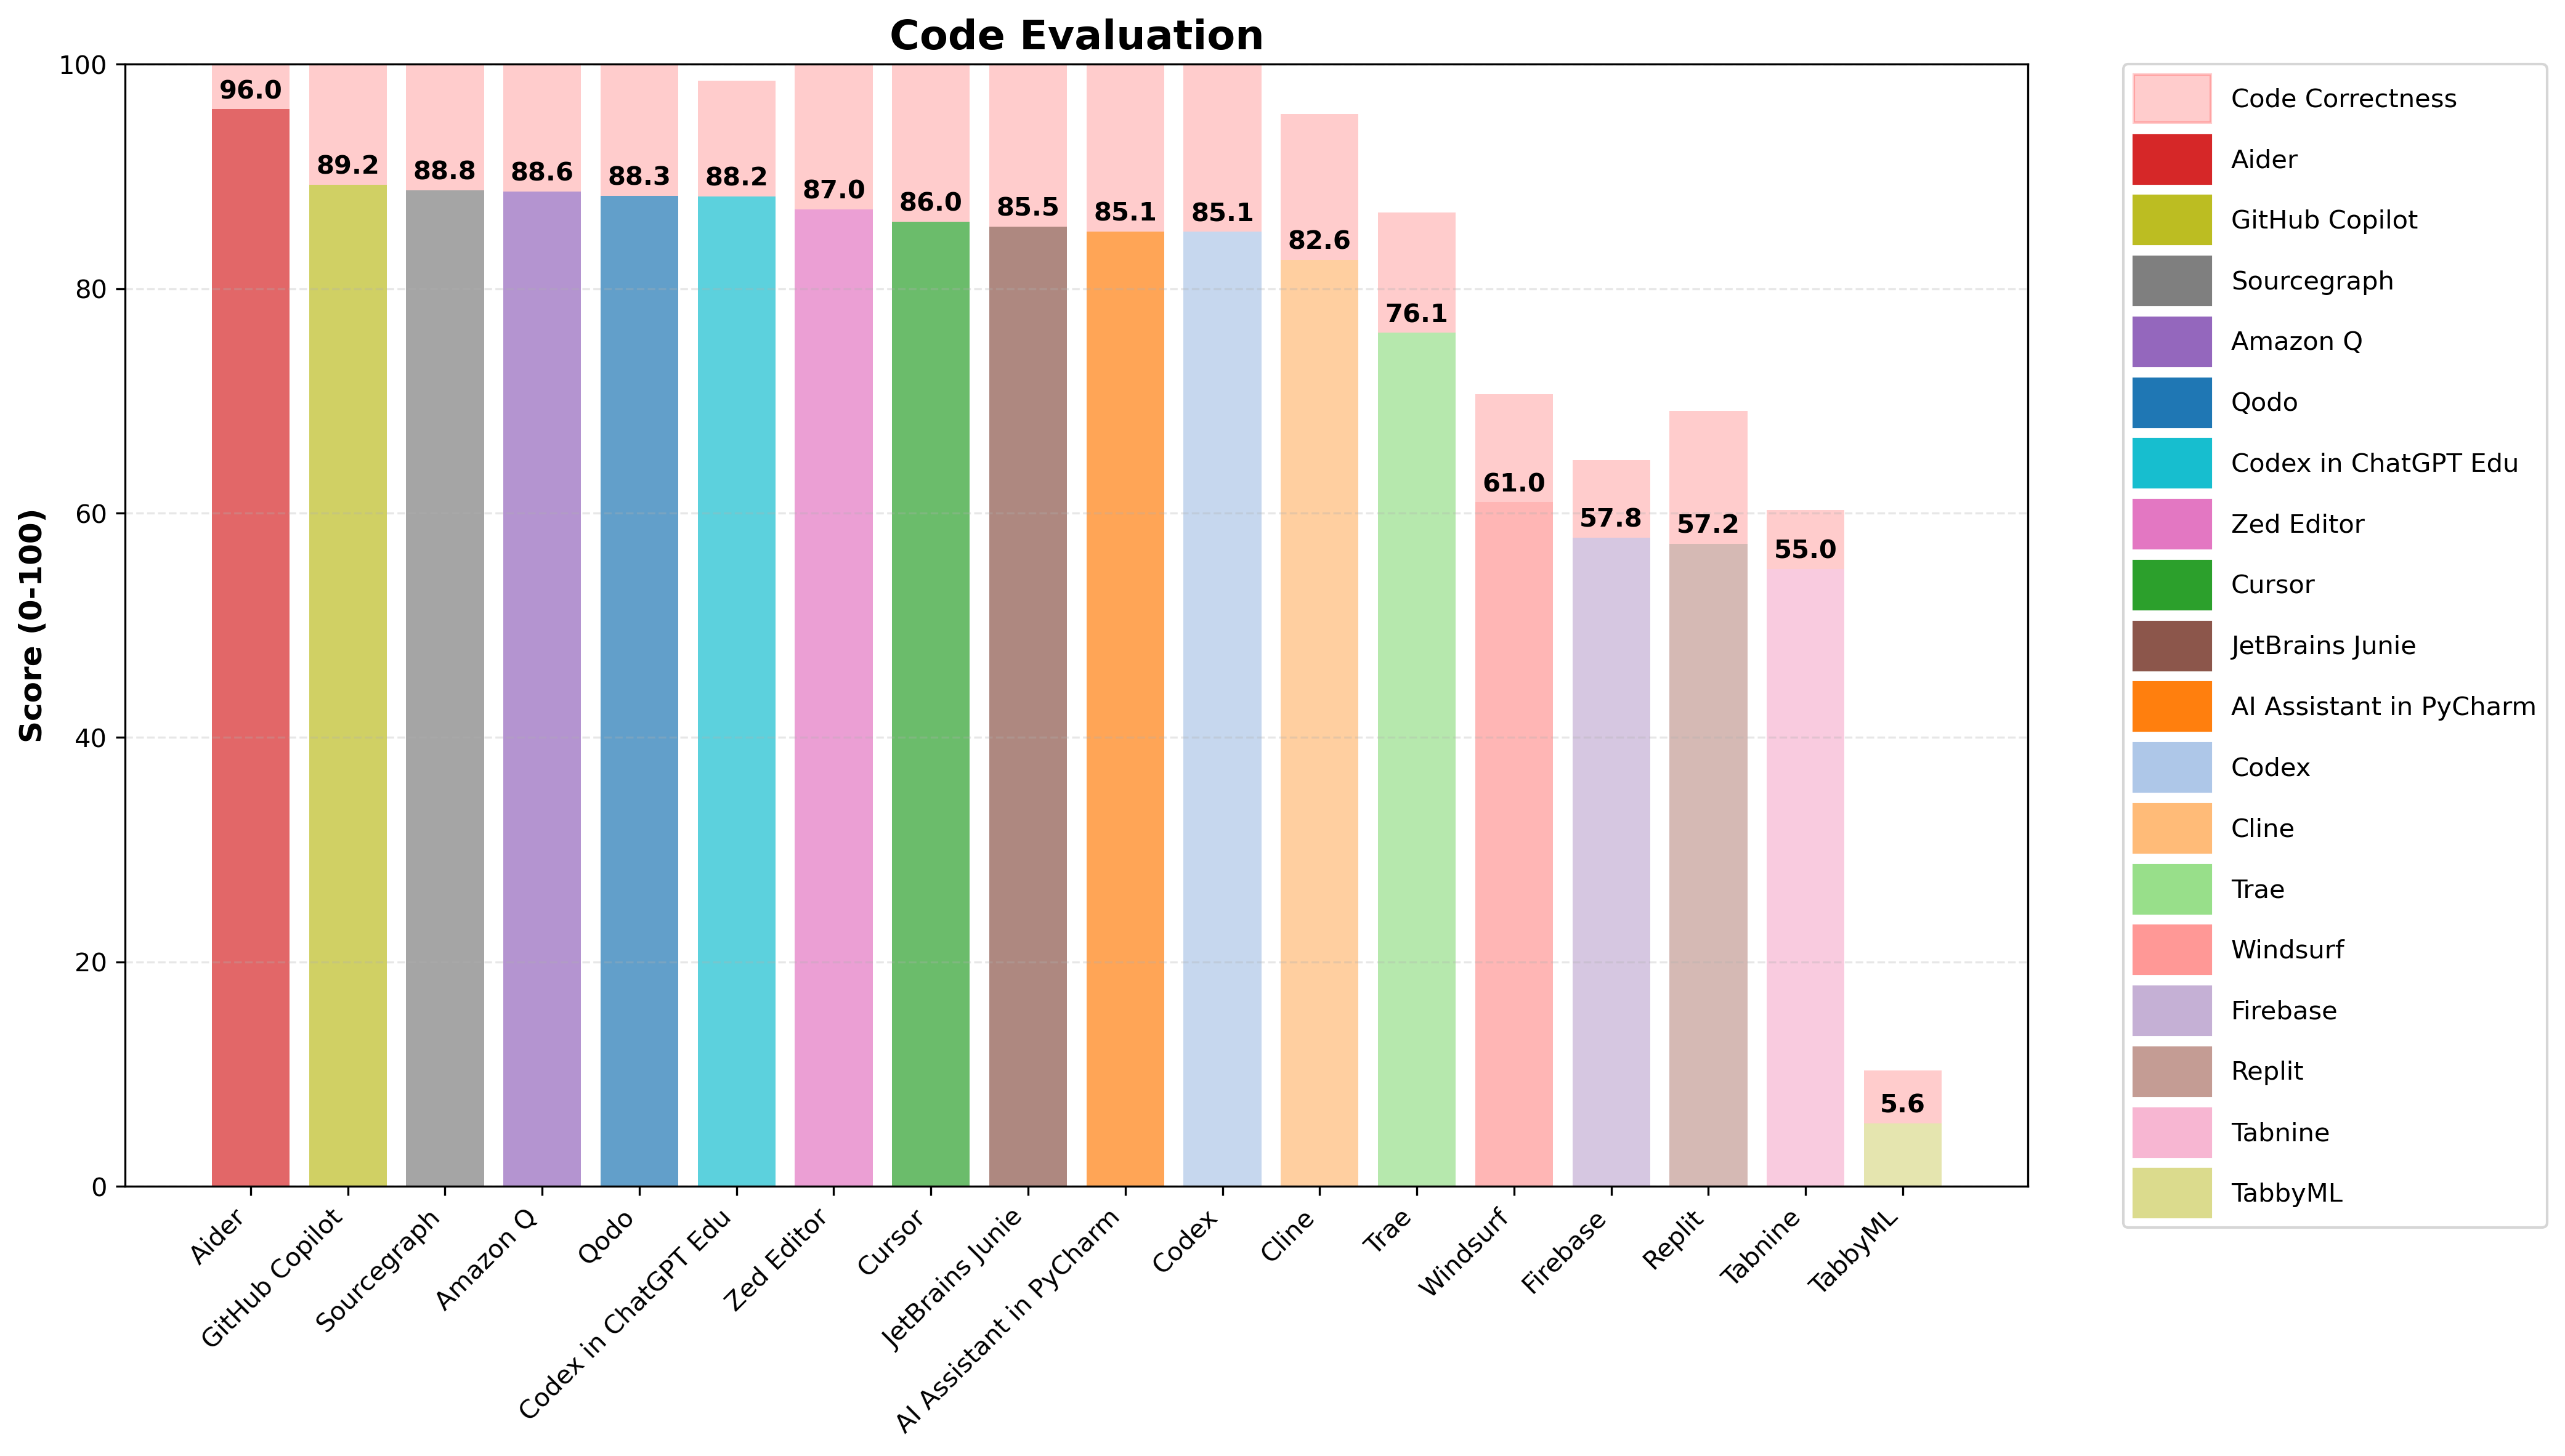 Code Evaluation
Score (0-100)
100
80
60
40
20
0
96.0
89.2
88.8
88.6
88.3
88.2
87.0
86.0
85.5
85.1
85.1
82.6
76.1
61.0
57.8
57.2
55.0
5.6
Aider
GitHub Copilot
Sourcegraph
Amazon Q
Qodo
Codex in ChatGPT Edu
Zed Editor
Cursor
JetBrains Junie
AI Assistant in PyCharm
Codex
Cline
Trae
Windsurf
Firebase
Replit
Tabnine
TabbyML
Code Correctness
Aider
GitHub Copilot
Sourcegraph
Amazon Q
Qodo
Codex in ChatGPT Edu
Zed Editor
Cursor
JetBrains Junie
AI Assistant in PyCharm
Codex
Cline
Trae
Windsurf
Firebase
Replit
Tabnine
TabbyML